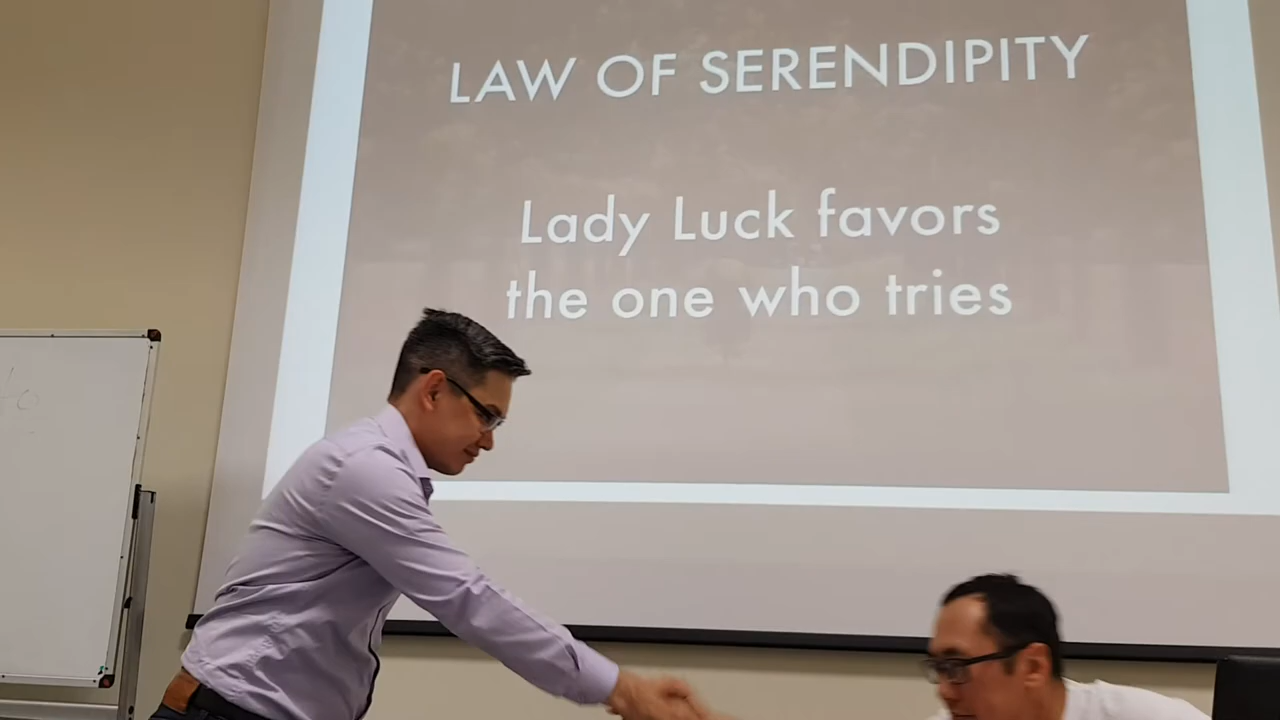 LAW OF SERENDIPITY
Lady Luck favors
the one who tries